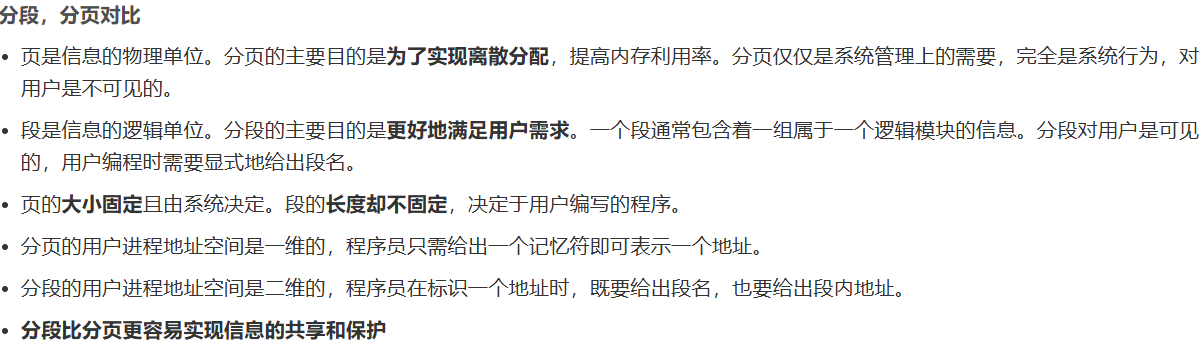 分段，分页对比
• 页是信息的物理单位。分页的主要目的是为了实现离散分配，提高内存利用率。分页仅仅是系统管理上的需要，完全是系统行为，对
用户是不可见的。
• 段是信息的逻辑单位。分段的主要目的是更好地满足用户需求。一个段通常包含着一组属于一个逻辑模块的信息。分段对用户是可见
的，用户编程时需要显式地给出段名。
• 页的大小固定且由系统决定。段的长度却不固定，决定于用户编写的程序。
• 分页的用户进程地址空间是一维的，程序员只需给出一个记忆符即可表示一个地址。
• 分段的用户进程地址空间是二维的，程序员在标识一个地址时，既要给出段名，也要给出段内地址。
• 分段比分页更容易实现信息的共享和保护